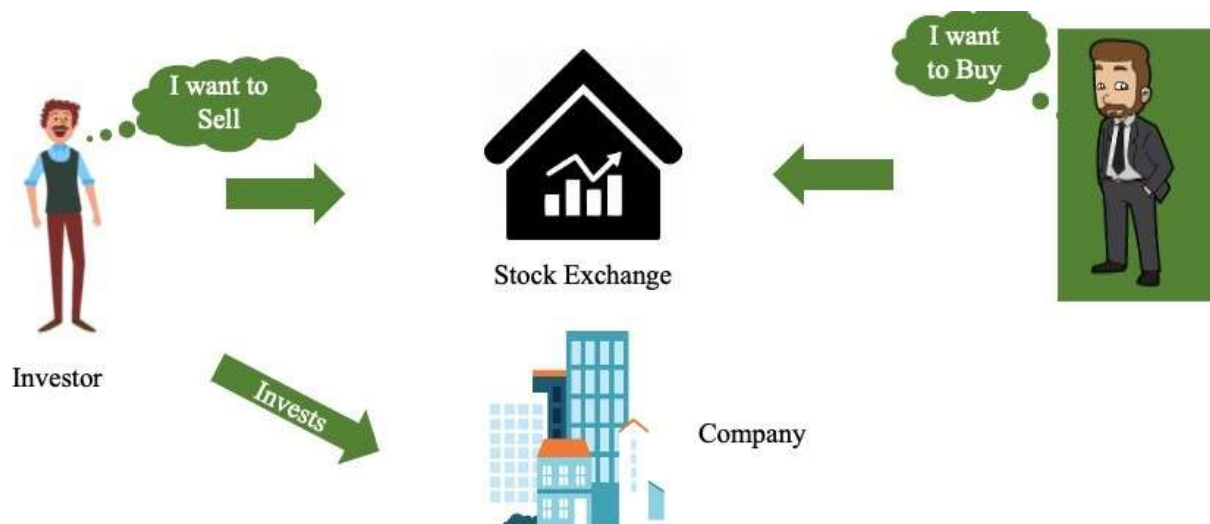 I want to
Sell
I want
to Buy
Stock Exchange
Investor
Invests
Company